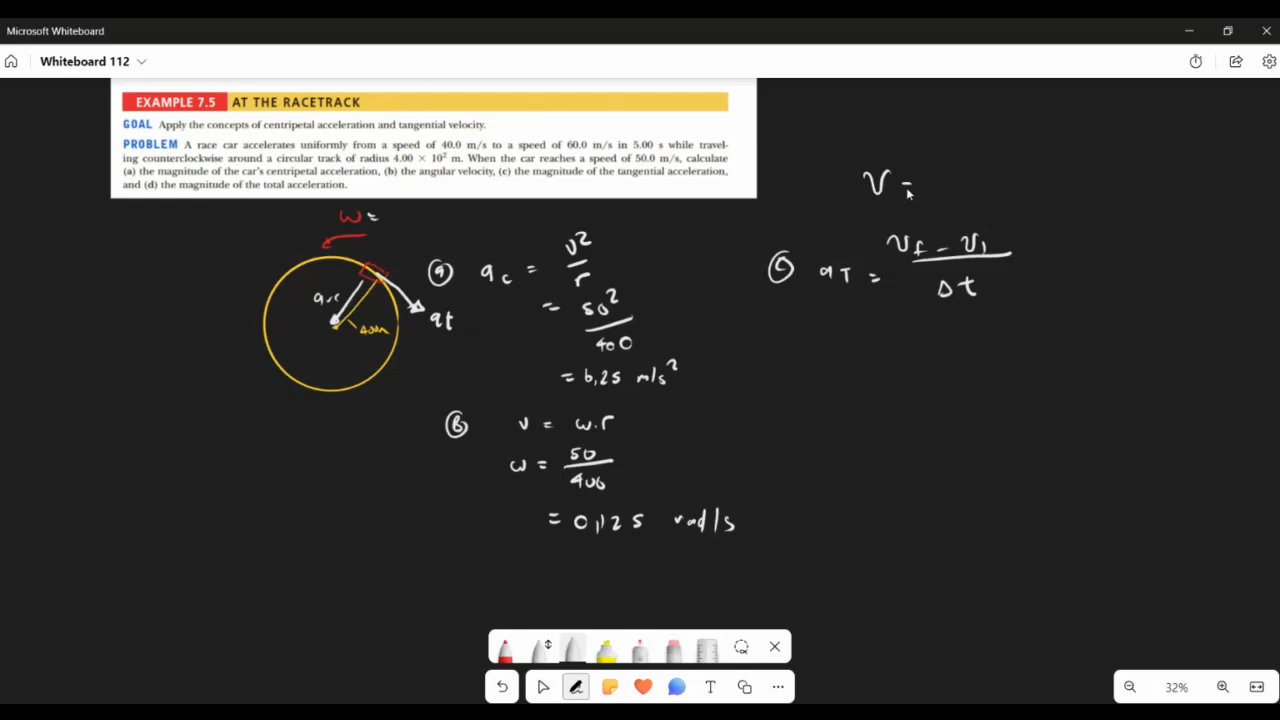 Microsoft Whiteboard
Whiteboard 112
EXAMPLE 7.5 AT THE RACETRACK
GOAL Apply the concepts of centripetal acceleration and tangential velocity.
PROBLEM A race car accelerates uniformly from a speed of 40.0 m/s to a speed of 60.0 m/s in 5.00 s while travel-
ing counterclockwise around a circular track of radius 4.00 × 10² m. When the car reaches a speed of 50.0 m/s, calculate
(a) the magnitude of the car's centripetal acceleration, (b) the angular velocity, (c) the magnitude of the tangential acceleration,
and (d) the magnitude of the total acceleration.
ω =
at
(a) a_c = v²/r
= 50²/400
= 6,25 m/s²
(b) v = ω.r
ω = 50/400
= 0,125 rad/s
V =
(c) a_T = (v_f - v_i)/Δt
T
32%